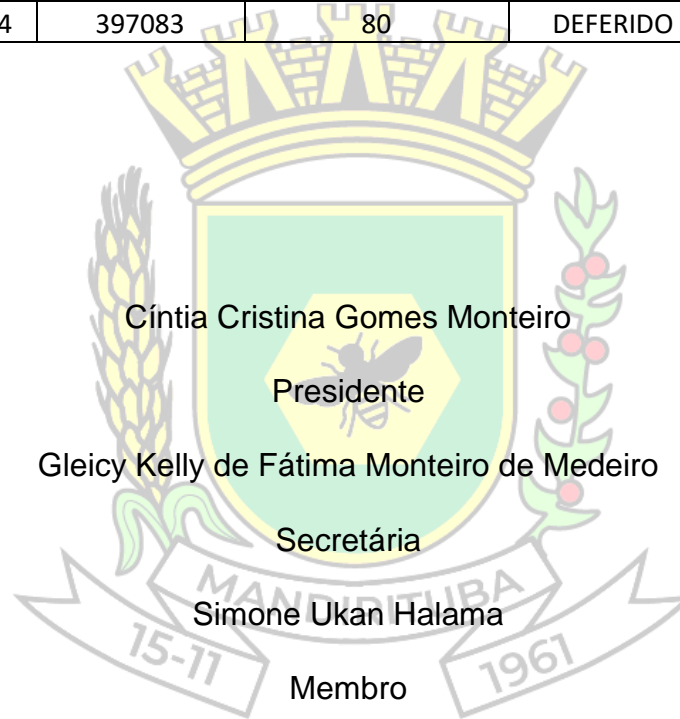 4 397083 80 DEFERIDO
Cíntia Cristina Gomes Monteiro
Presidente
Gleicy Kelly de Fátima Monteiro de Medeiro
Secretária
MANDIRITUBA
Simone Ukan Halama
15-11 1961
Membro